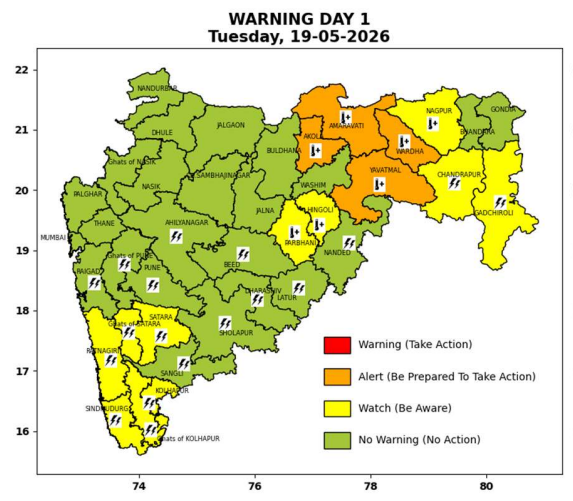 WARNING DAY 1
Tuesday, 19-05-2026
22
21
20
19
18
17
16
74
76
78
80
NANDURBAR
DHULE
JALGAON
Ghats of NASIK
NASIK
SAMBHAJINAGAR
BULDHANA
AKOL
AMARAVATI
NAGPUR
GONDIA
BHANDARA
WARDHA
YAVATMAL
WASHIM
CHANDRAPUR
GADCHIROLI
PALGHAR
THANE
MUMBAI
AHILYANAGAR
JALNA
HINGOLI
PARBHANI
NANDED
Ghats of PUNE
PUNE
RAIGAD
BEED
DHARASHIV
LATUR
SATARA
Ghats of SATARA
SHOLAPUR
RATNAGIRI
SANGLI
KOLHAPUR
SINDHUDURG
Ghats of KOLHAPUR
Warning (Take Action)
Alert (Be Prepared To Take Action)
Watch (Be Aware)
No Warning (No Action)